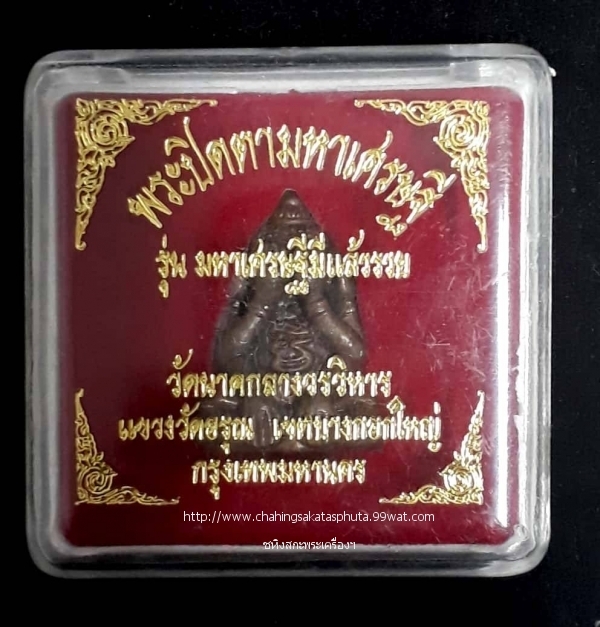 พระปิดตามหาเศรษฐี
รุ่น มหาเศรษฐีมีแล้วรวย
วัดนาคกลางวรวิหาร
แขวงวัดอรุณ เขตบางกอกใหญ่
กรุงเทพมหานคร
http://www.chahingsakatasphuta.99wat.com
ชหิงสกะพระเครื่องฯ